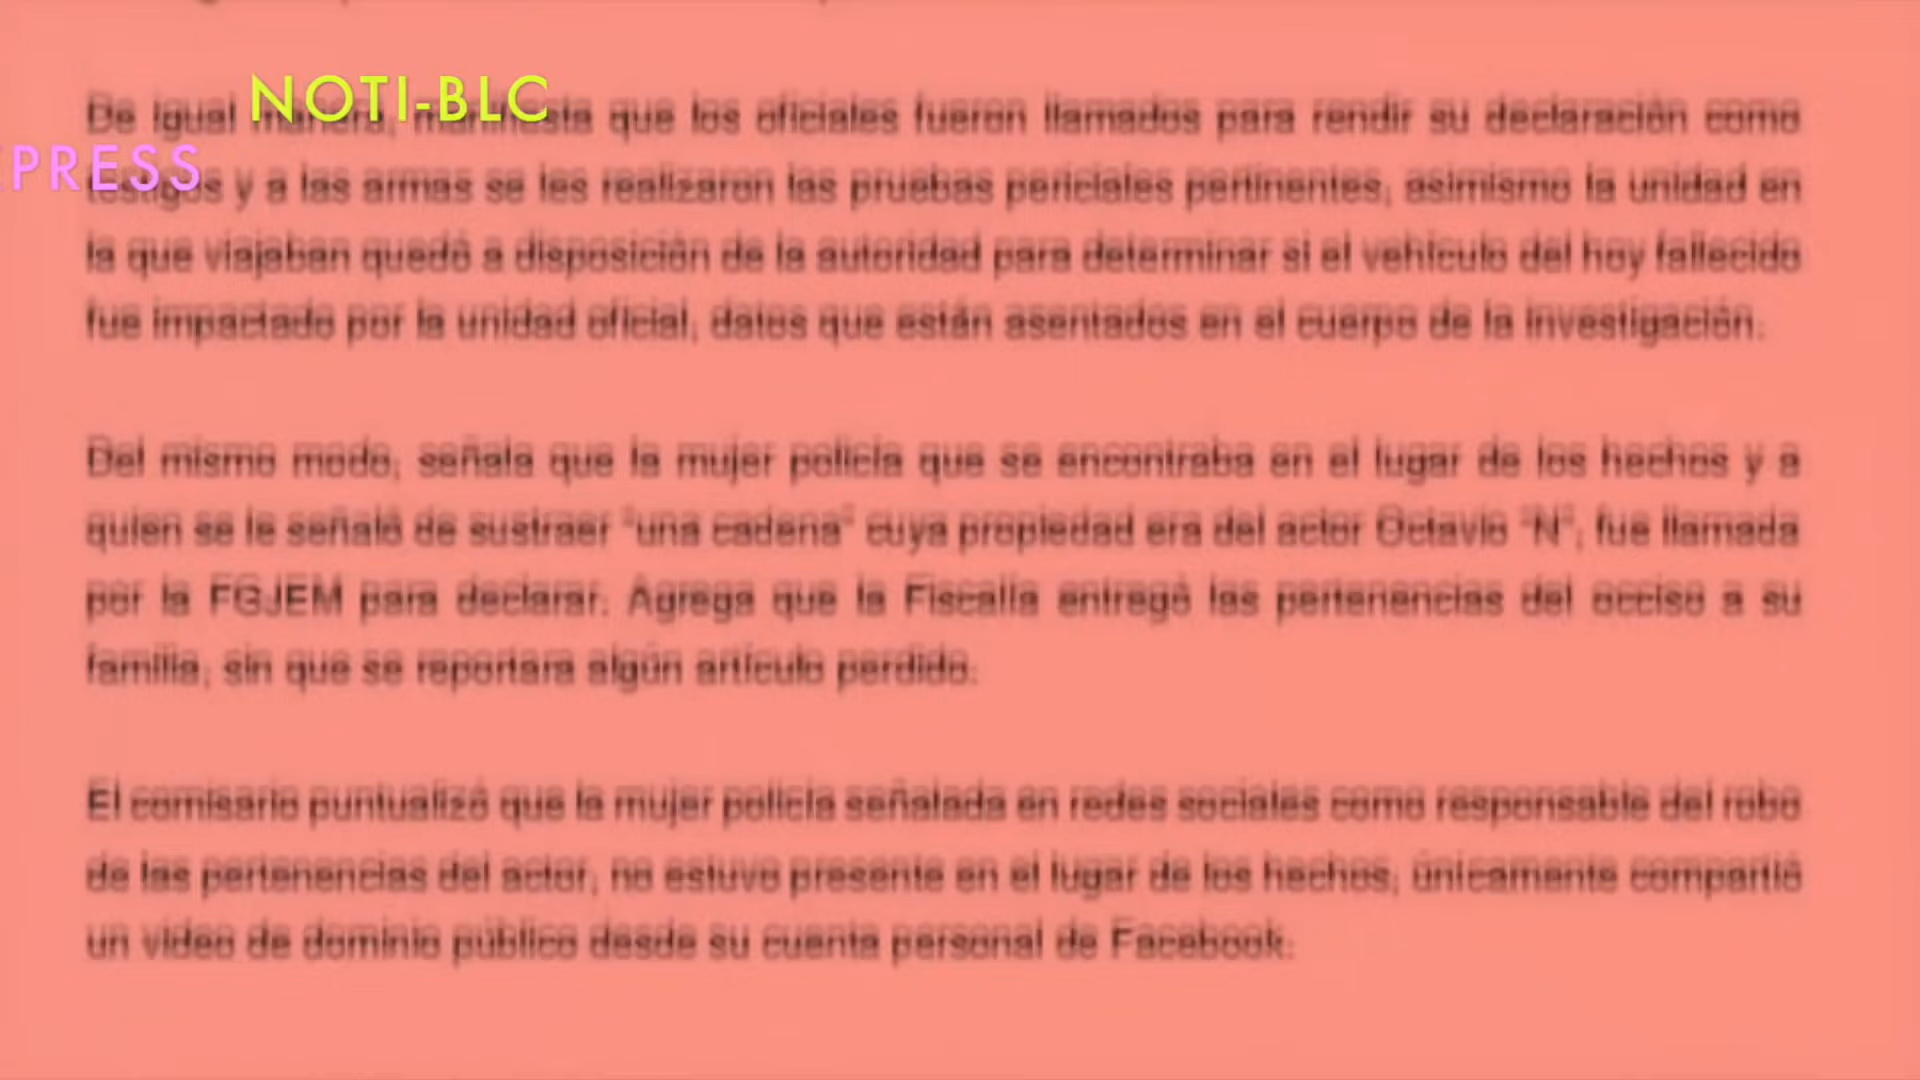 NOTI-BLC
PRESS
De igual manera, manifiesta que los oficiales fueron llamados para rendir su declaración como
testigos y a las armas se les realizaron las pruebas periciales pertinentes, asimismo la unidad en
la que viajaban quedó a disposición de la autoridad para determinar si el vehículo del hoy fallecido
fue impactado por la unidad oficial, datos que están asentados en el cuerpo de la investigación.
Del mismo modo, señala que la mujer policía que se encontraba en el lugar de los hechos y a
quien se le señaló de sustraer "una cadena" cuya propiedad era del actor Octavio "N", fue llamada
por la FGJEM para declarar. Agrega que la Fiscalía entregó las pertenencias del occiso a su
familia, sin que se reportara algún artículo perdido.
El comisario puntualizó que la mujer policía señalada en redes sociales como responsable del robo
de las pertenencias del actor, no estuvo presente en el lugar de los hechos, únicamente compartió
un video de dominio público desde su cuenta personal de Facebook.